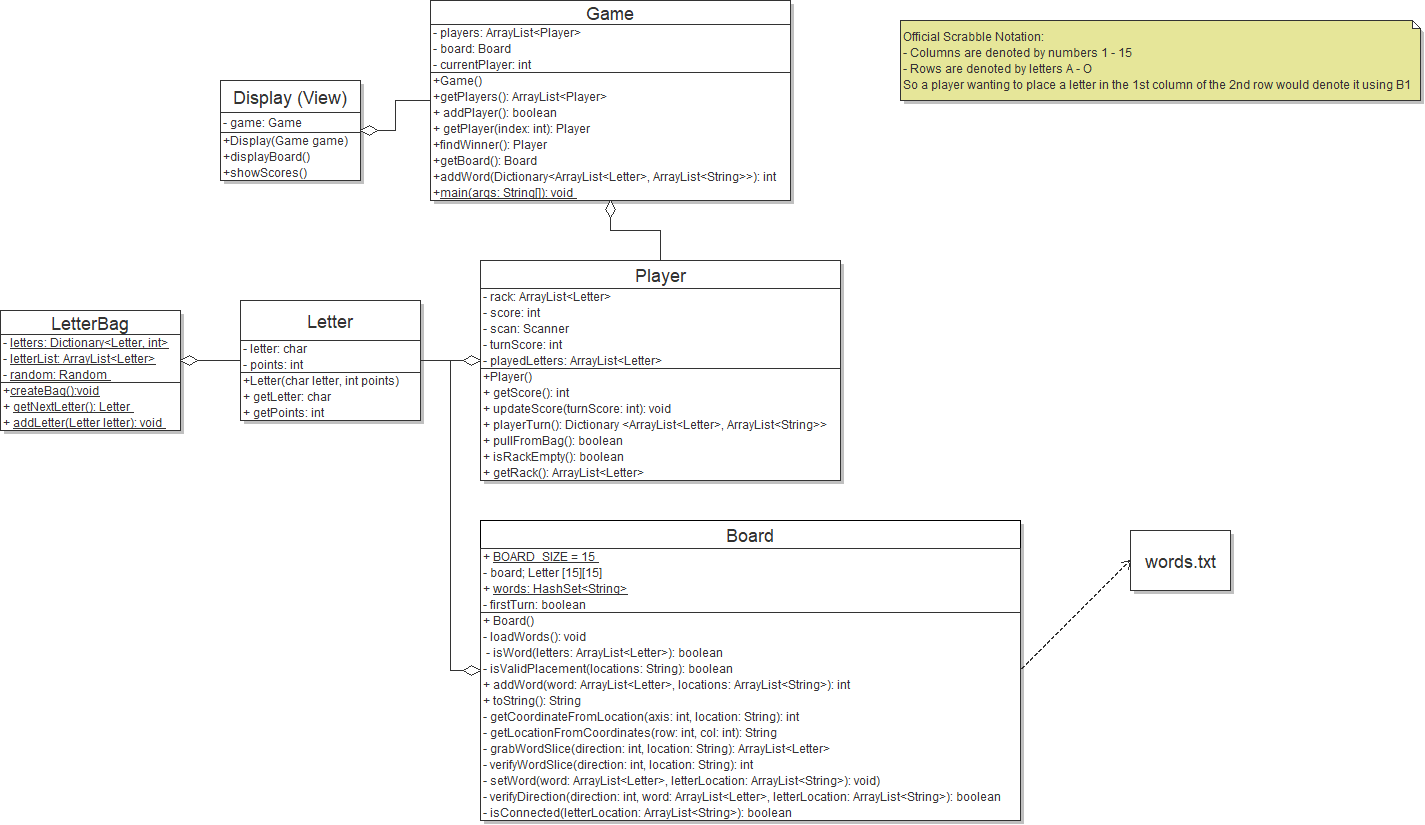 Game
- players: ArrayList<Player>
- board: Board
- currentPlayer: int
+Game()
+getPlayers(): ArrayList<Player>
+ addPlayer(): boolean
+ getPlayer(index: int): Player
+findWinner(): Player
+getBoard(): Board
+addWord(Dictionary<ArrayList<Letter>, ArrayList<String>>): int
+main(args: String[]): void
Official Scrabble Notation:
- Columns are denoted by numbers 1 - 15
- Rows are denoted by letters A - O
So a player wanting to place a letter in the 1st column of the 2nd row would denote it using B1
Display (View)
- game: Game
+Display(Game game)
+displayBoard()
+showScores()
Player
- rack: ArrayList<Letter>
- score: int
- scan: Scanner
- turnScore: int
- playedLetters: ArrayList<Letter>
+Player()
+ getScore(): int
+ updateScore(turnScore: int): void
+ playerTurn(): Dictionary <ArrayList<Letter>, ArrayList<String>>
+ pullFromBag(): boolean
+ isRackEmpty(): boolean
+ getRack(): ArrayList<Letter>
LetterBag
- letters: Dictionary<Letter, int>
- letterList: ArrayList<Letter>
- random: Random
+createBag():void
+ getNextLetter(): Letter
+ addLetter(Letter letter): void
Letter
- letter: char
- points: int
+Letter(char letter, int points)
+ getLetter: char
+ getPoints: int
Board
+ BOARD_SIZE = 15
- board; Letter [15][15]
+ words: HashSet<String>
- firstTurn: boolean
+ Board()
- loadWords(): void
- isWord(letters: ArrayList<Letter>): boolean
- isValidPlacement(locations: String): boolean
+ addWord(word: ArrayList<Letter>, locations: ArrayList<String>): int
+ toString(): String
- getCoordinateFromLocation(axis: int, location: String): int
- getLocationFromCoordinates(row: int, col: int): String
- grabWordSlice(direction: int, location: String): ArrayList<Letter>
- verifyWordSlice(direction: int, location: String): int
- setWord(word: ArrayList<Letter>, letterLocation: ArrayList<String>): void)
- verifyDirection(direction: int, word: ArrayList<Letter>, letterLocation: ArrayList<String>): boolean
- isConnected(letterLocation: ArrayList<String>): boolean
words.txt